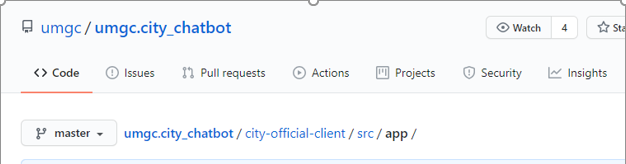 umgc / umgc.city_chatbot Watch 4 Sta
Code Issues Pull requests Actions Projects Security Insights
master umgc.city_chatbot / city-official-client / src / app /